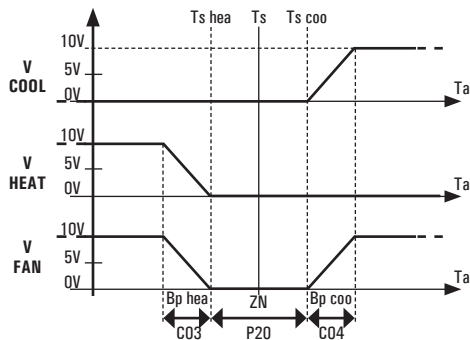 Ts hea Ts Ts coo
10V
V
COOL
5V
0V
Ta
10V
V
HEAT
5V
0V
Ta
10V
V
FAN
5V
0V
Ta
Bp hea ZN Bp coo
C03 P20 C04